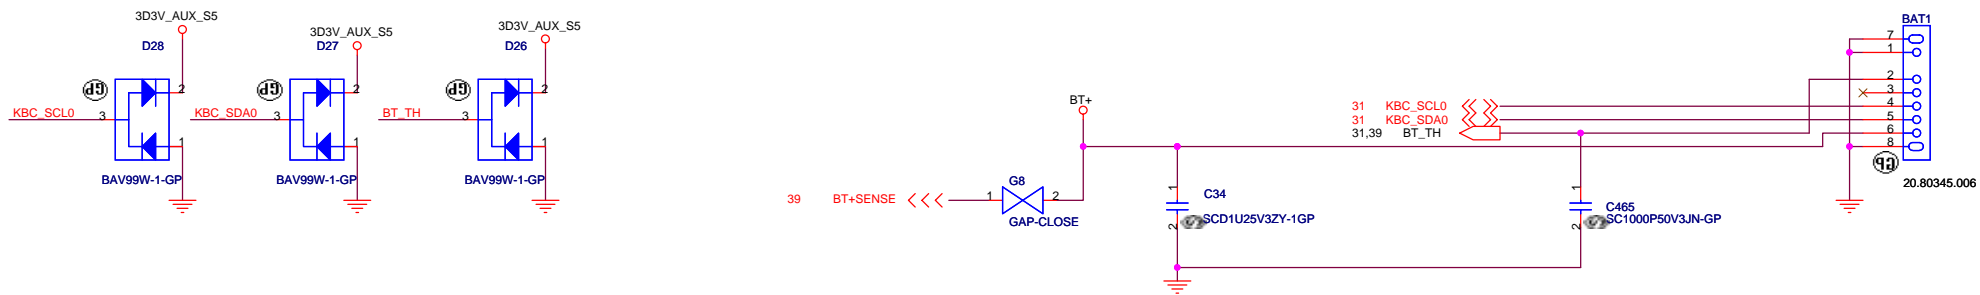 3D3V_AUX_S5
D28
GP
2
KBC_SCL0
3
1
BAV99W-1-GP
3D3V_AUX_S5
D27
GP
2
KBC_SDA0
3
1
BAV99W-1-GP
3D3V_AUX_S5
D26
GP
2
BT_TH
3
1
BAV99W-1-GP
BT+
39 BT+SENSE
1
G8
2
GAP-CLOSE
1
C34
SCD1U25V3ZY-1GP
2
31 KBC_SCL0
31 KBC_SDA0
31,39 BT_TH
1
C465
SC1000P50V3JN-GP
2
BAT1
7
1
2
3
4
5
6
8
GP
20.80345.006